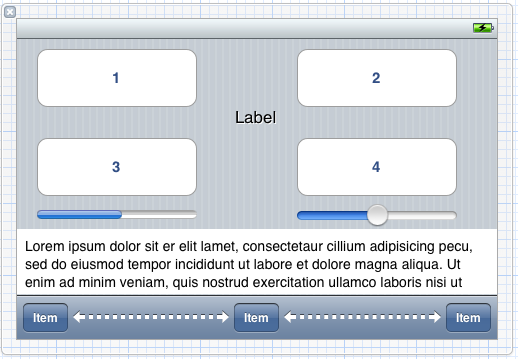 1
2
Label
3
4
Lorem ipsum dolor sit er elit lamet, consectetaur cillium adipisicing pecu,
sed do eiusmod tempor incididunt ut labore et dolore magna aliqua. Ut
enim ad minim veniam, quis nostrud exercitation ullamco laboris nisi ut
Item
Item
Item